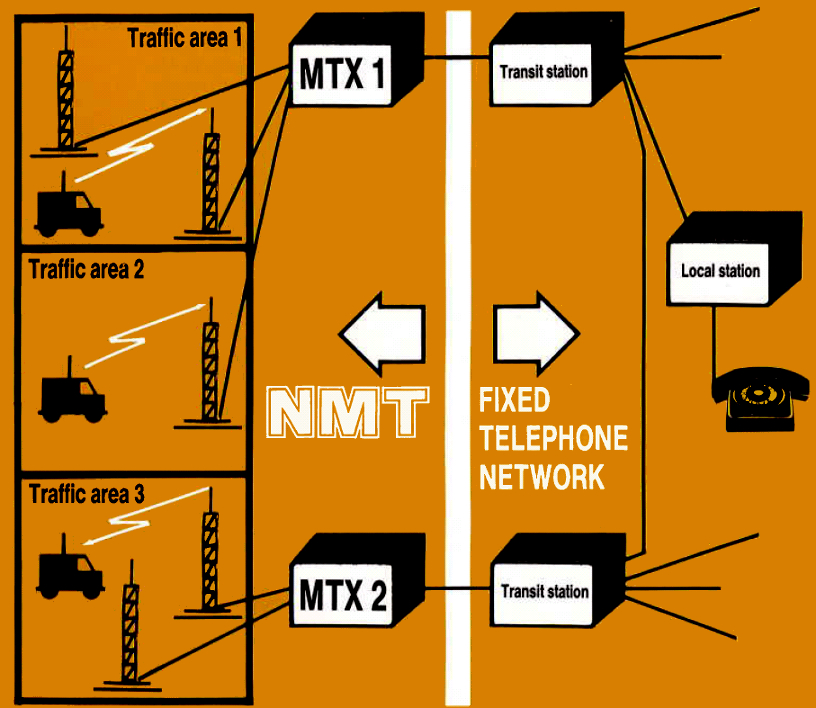 Traffic area 1
MTX 1
Transit station
Traffic area 2
Local station
NMT
FIXED
TELEPHONE
NETWORK
Traffic area 3
MTX 2
Transit station